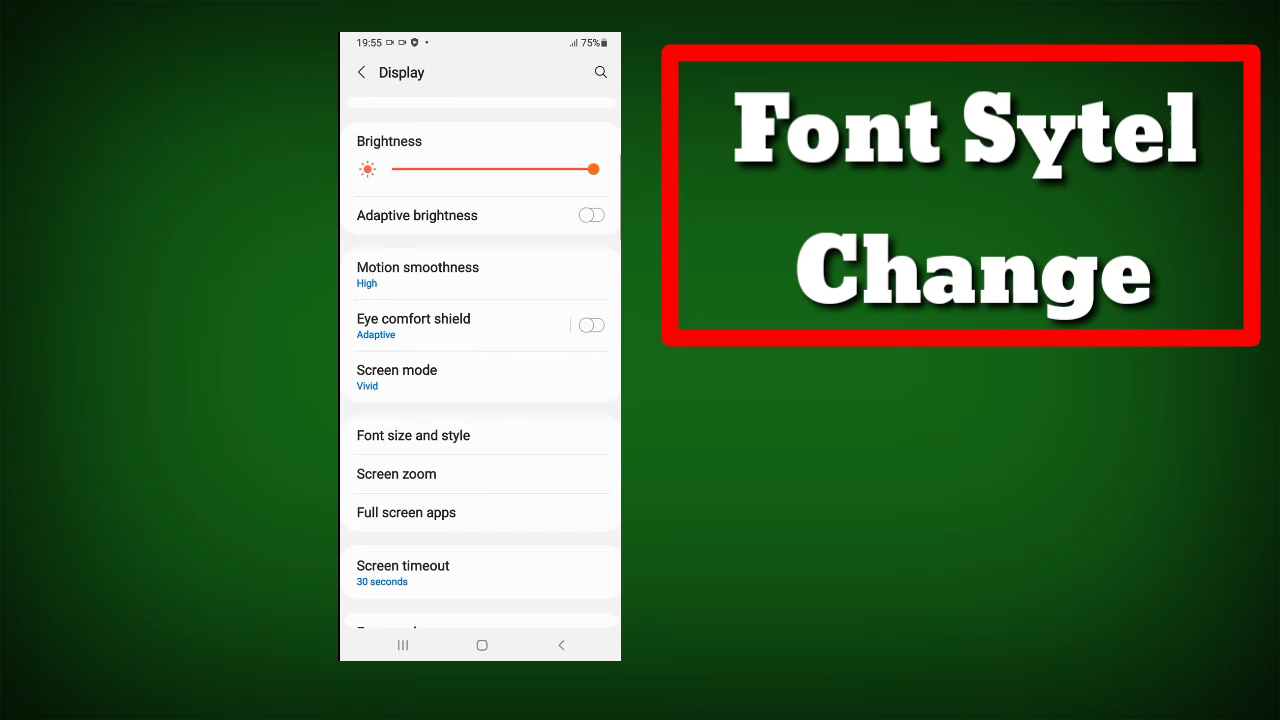 19:55
75%
Display
Brightness
Adaptive brightness
Motion smoothness
High
Eye comfort shield
Adaptive
Screen mode
Vivid
Font size and style
Screen zoom
Full screen apps
Screen timeout
30 seconds
Font Sytel
Change